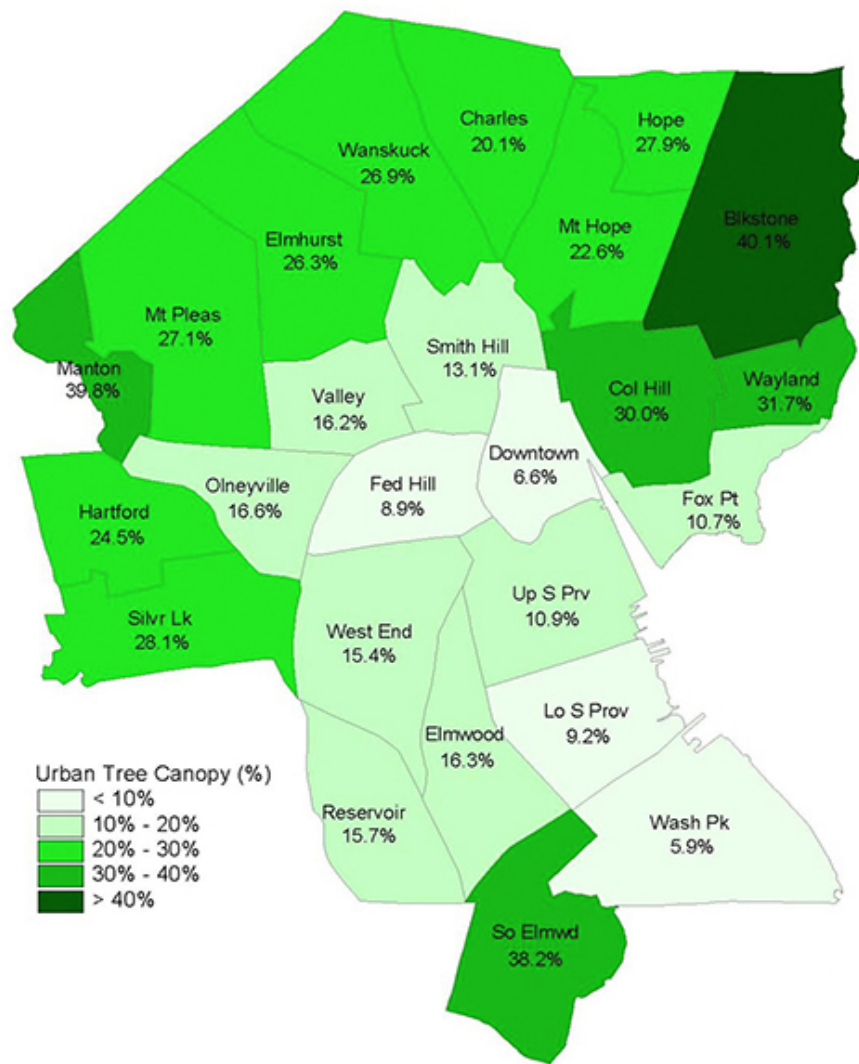 Charles
20.1%
Hope
27.9%
Wanskuck
26.9%
Blkstone
40.1%
Mt Hope
22.6%
Elmhurst
26.3%
Mt Pleas
27.1%
Smith Hill
13.1%
Manton
39.8%
Valley
16.2%
Col Hill
30.0%
Wayland
31.7%
Downtown
6.6%
Olneyville
16.6%
Fed Hill
8.9%
Fox Pt
10.7%
Hartford
24.5%
Up S Prv
10.9%
Silvr Lk
28.1%
West End
15.4%
Lo S Prov
9.2%
Elmwood
16.3%
Urban Tree Canopy (%)
< 10%
10% - 20%
20% - 30%
30% - 40%
> 40%
Reservoir
15.7%
Wash Pk
5.9%
So Elmwd
38.2%